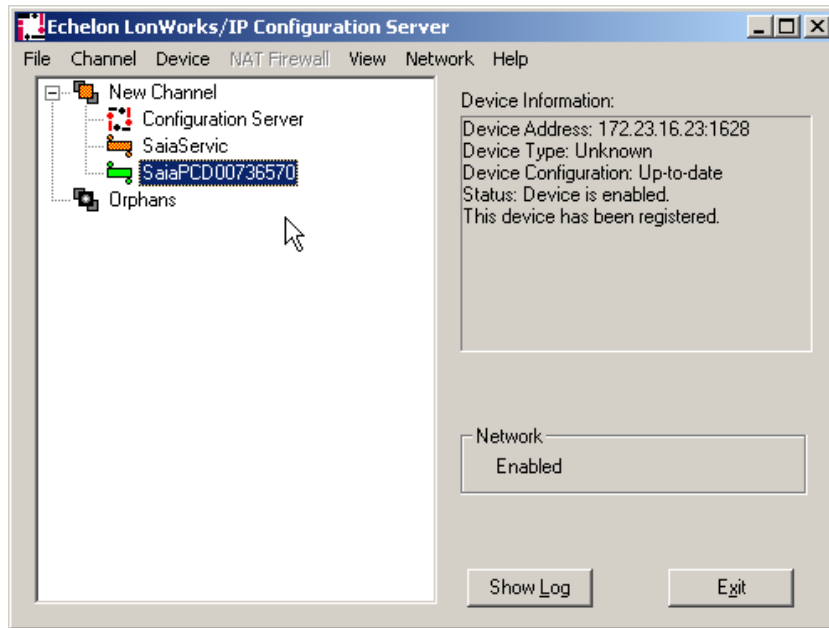 Echelon LonWorks/IP Configuration Server
File Channel Device NAT Firewall View Network Help
New Channel
Configuration Server
SaiaServic
SaiaPCD00736570
Orphans
Device Information:
Device Address: 172.23.16.23:1628
Device Type: Unknown
Device Configuration: Up-to-date
Status: Device is enabled.
This device has been registered.
Network
Enabled
Show Log
Exit